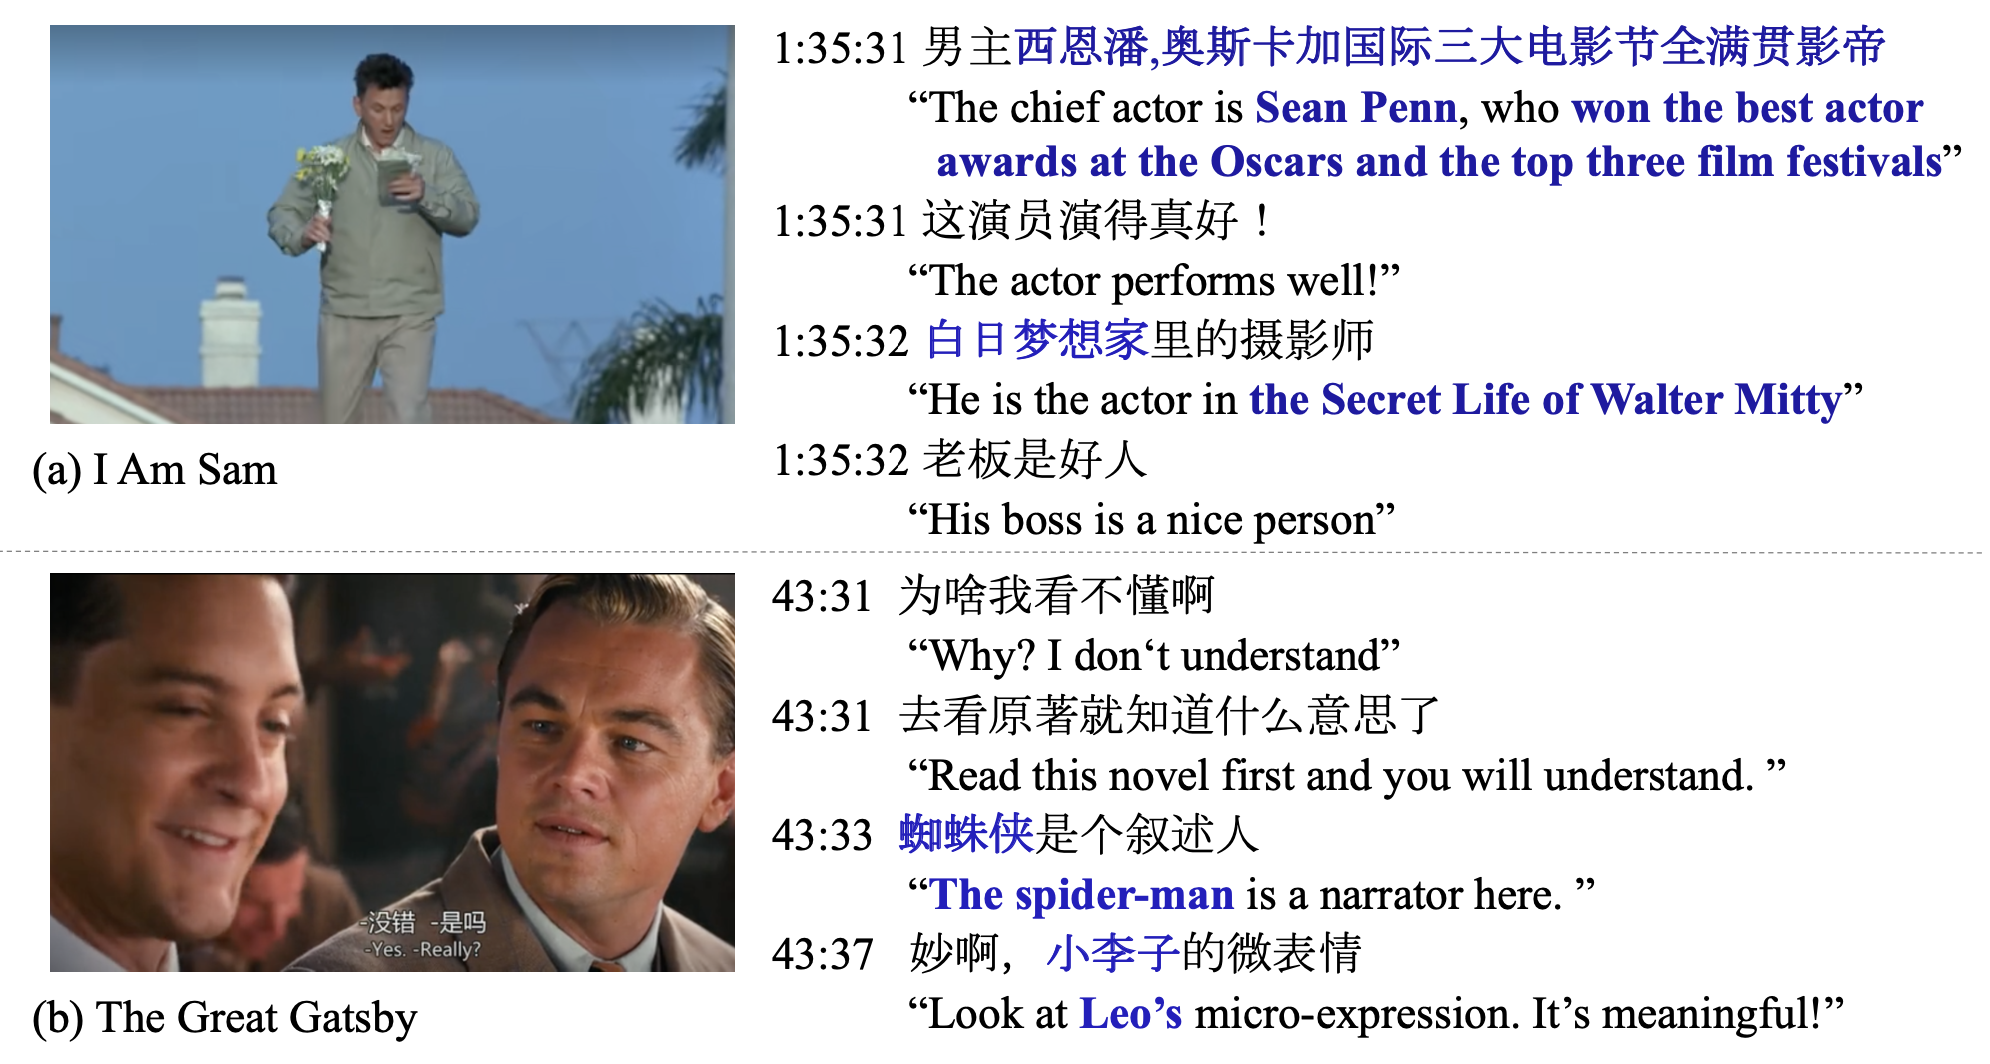 1:35:31 男主西恩潘,奥斯卡加国际三大电影节全满贯影帝
“The chief actor is Sean Penn, who won the best actor
awards at the Oscars and the top three film festivals”
1:35:31 这演员演得真好！
“The actor performs well!”
1:35:32 白日梦想家里的摄影师
“He is the actor in the Secret Life of Walter Mitty”
1:35:32 老板是好人
“His boss is a nice person”
(a) I Am Sam
43:31 为啥我看不懂啊
“Why? I don‘t understand”
43:31 去看原著就知道什么意思了
“Read this novel first and you will understand. ”
43:33 蜘蛛侠是个叙述人
“The spider-man is a narrator here. ”
43:37 妙啊，小李子的微表情
“Look at Leo’s micro-expression. It’s meaningful!”
-没错 -是吗
-Yes. -Really?
(b) The Great Gatsby